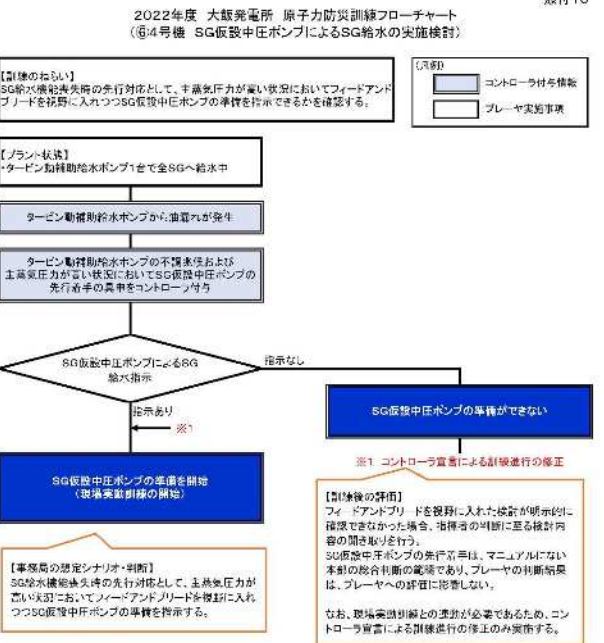 添付10
2022年度 大飯発電所 原子力防災訓練フローチャート
(⑥4号機 SG仮設中圧ポンプによるSG給水の実施検討)
【訓練のねらい】
SG給水機能喪失時の先行対応として、主蒸気圧力が高い状況においてフィードアンド
ブリードを視野に入れつつSG仮設中圧ポンプの準備を指示できるかを確認する。
(凡例)
コントローラ付与情報
プレーヤ実施事項
【プラント状態】
・タービン動補助給水ポンプ1台で全SGへ給水中
タービン動補助給水ポンプから油漏れが発生
タービン動補助給水ポンプの不調兆候および
主蒸気圧力が高い状況においてSG仮設中圧ポンプの
先行着手の具申をコントローラ付与
SG仮設中圧ポンプによるSG
給水指示
指示なし
指示あり
※1
SG仮設中圧ポンプの準備ができない
※1 コントローラ宣言による訓練進行の修正
SG仮設中圧ポンプの準備を開始
(現場実動訓練の開始)
【訓練後の評価】
フィードアンドブリードを視野に入れた検討が明示的に
確認できなかった場合、指揮者の判断に至る検討内
容の聞き取りを行う。
SG仮設中圧ポンプの先行着手は、マニュアルにない
本部の総合判断の範疇であり、プレーヤの判断結果
は、プレーヤへの評価に影響しない。
なお、現場実動訓練との連動が必要であるため、コン
トローラ宣言による訓練進行の修正のみ実施する。
【事務局の想定シナリオ・判断】
SG給水機能喪失時の先行対応として、主蒸気圧力が
高い状況においてフィードアンドブリードを視野に入れ
つつSG仮設中圧ポンプの準備を指示する。